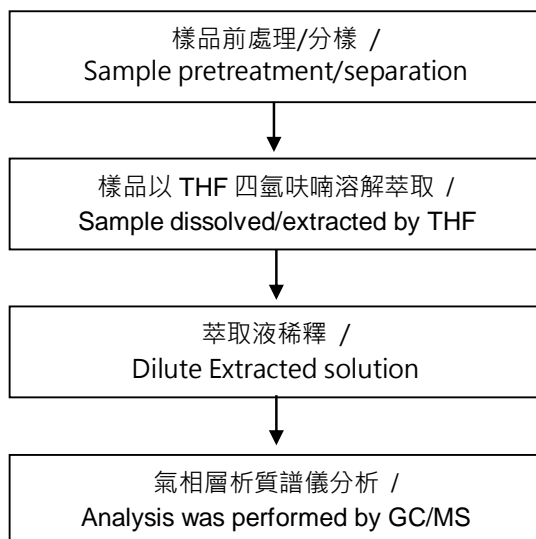 樣品前處理/分樣 /
Sample pretreatment/separation
樣品以 THF 四氫呋喃溶解萃取 /
Sample dissolved/extracted by THF
萃取液稀釋 /
Dilute Extracted solution
氣相層析質譜儀分析 /
Analysis was performed by GC/MS